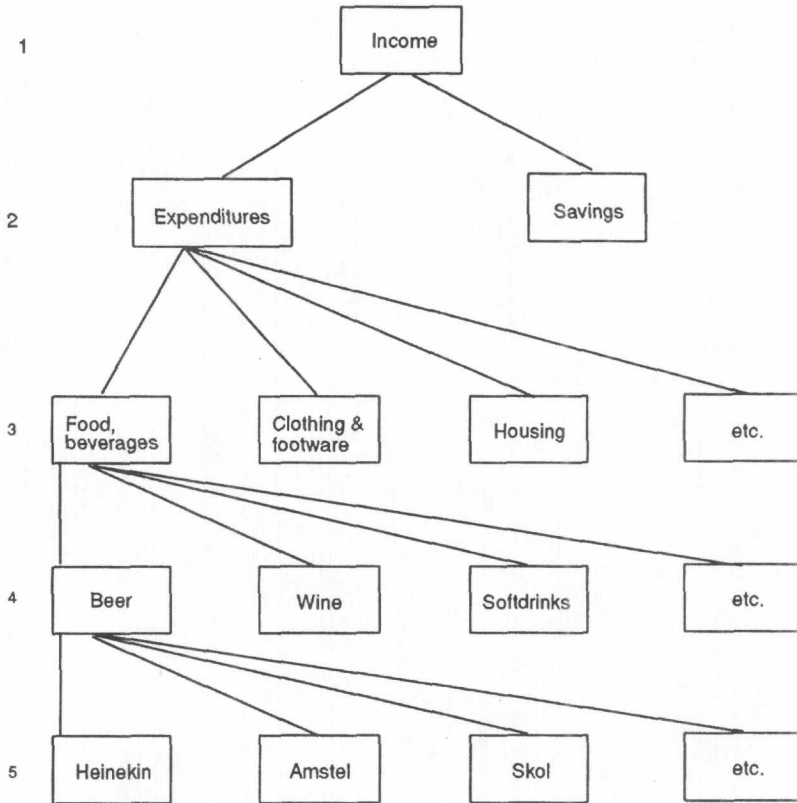 1
Income
2
Expenditures
Savings
3
Food,
beverages
Clothing &
footware
Housing
etc.
4
Beer
Wine
Softdrinks
etc.
5
Heinekin
Amstel
Skol
etc.